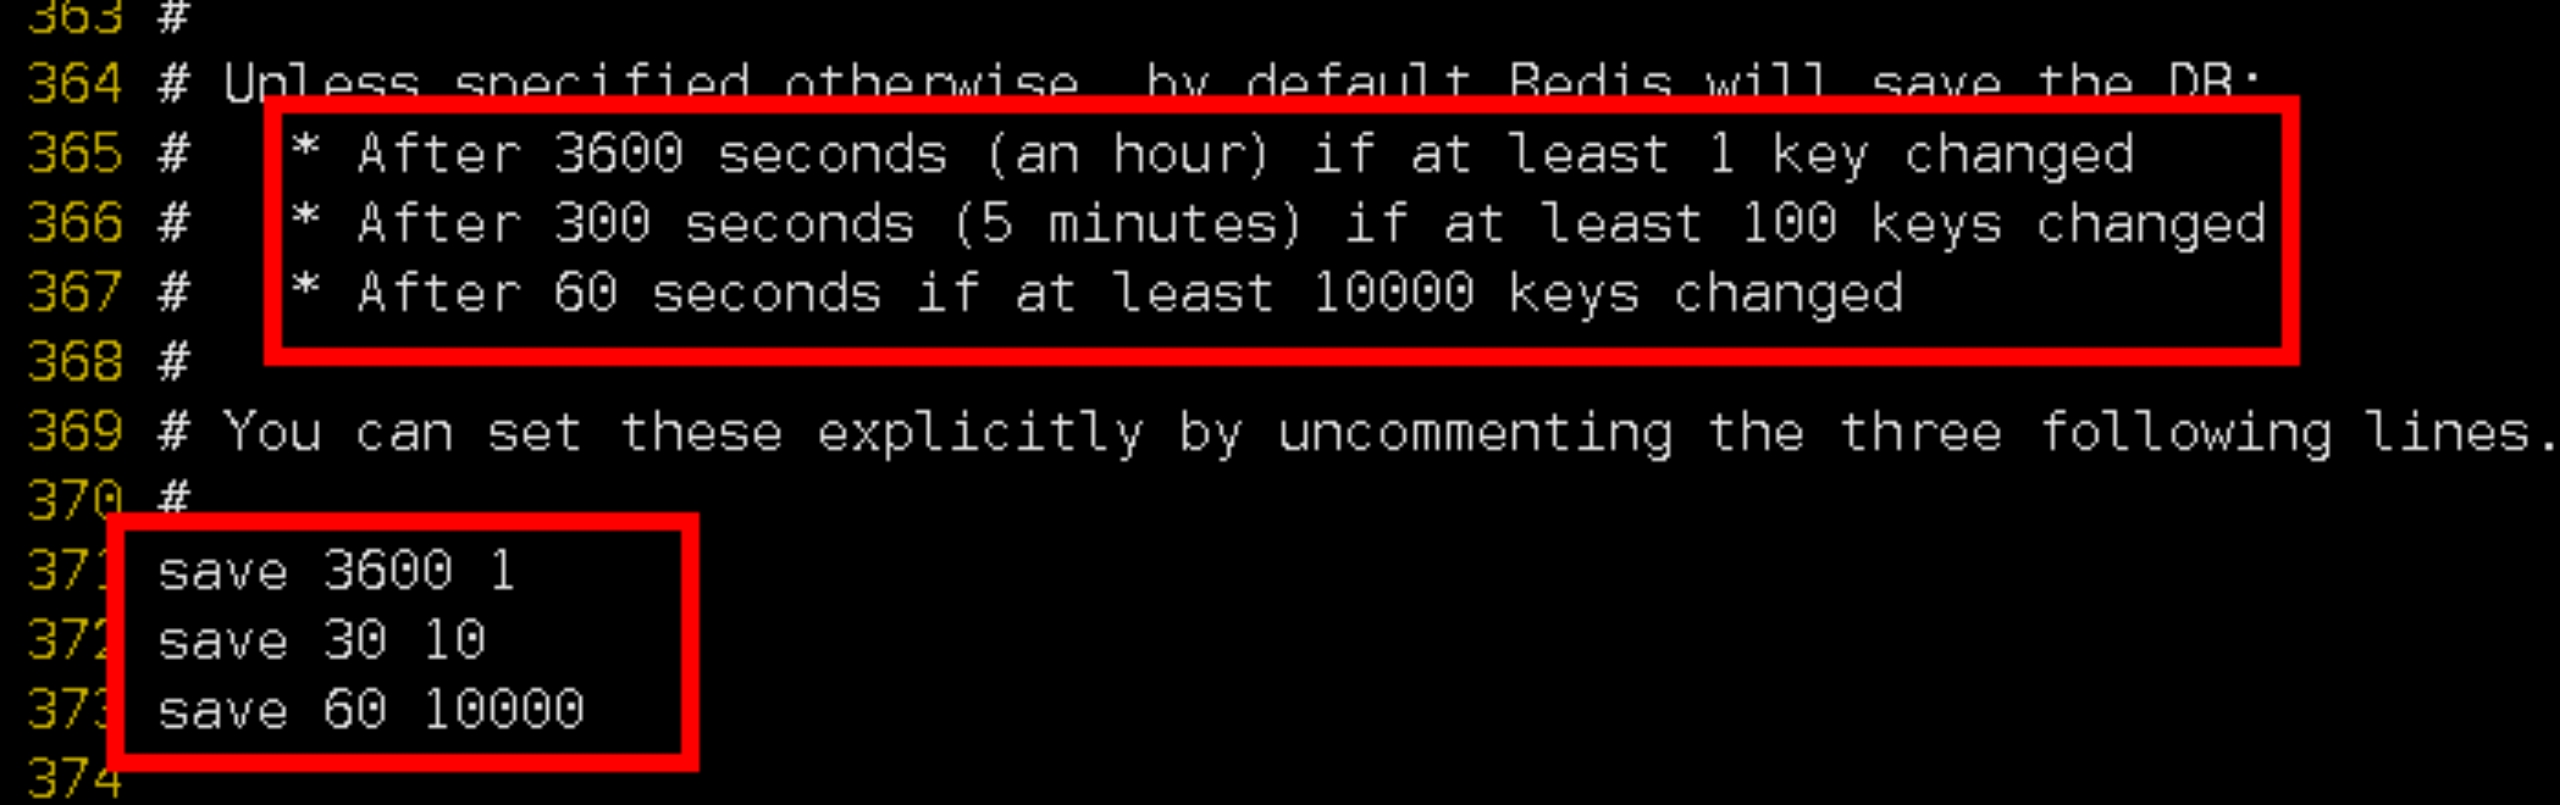 363 #
364 # Unless specified otherwise, by default Redis will save the DB:
365 #   * After 3600 seconds (an hour) if at least 1 key changed
366 #   * After 300 seconds (5 minutes) if at least 100 keys changed
367 #   * After 60 seconds if at least 10000 keys changed
368 #
369 # You can set these explicitly by uncommenting the three following lines.
370 #
371 save 3600 1
372 save 30 10
373 save 60 10000
374